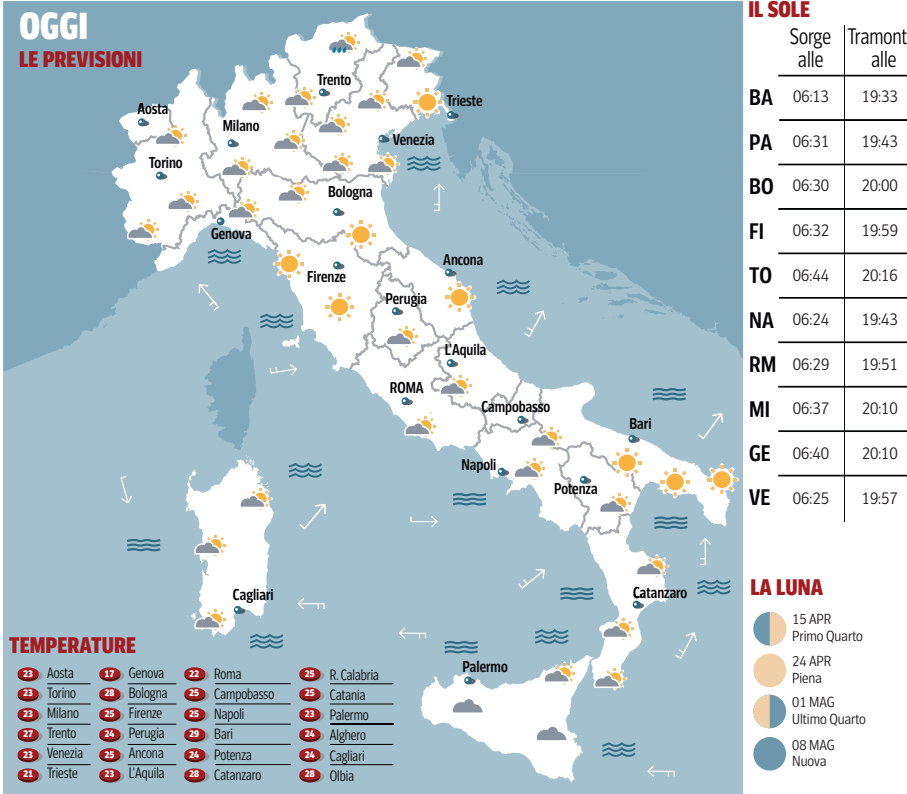 OGGI
LE PREVISIONI
Trento
Trieste
Aosta
Milano
Venezia
Torino
Bologna
Genova
Ancona
Firenze
Perugia
L'Aquila
ROMA
Campobasso
Bari
Napoli
Potenza
Cagliari
Catanzaro
Palermo
TEMPERATURE
23 Aosta
23 Torino
23 Milano
27 Trento
23 Venezia
21 Trieste
17 Genova
28 Bologna
25 Firenze
24 Perugia
25 Ancona
23 L'Aquila
22 Roma
25 Campobasso
25 Napoli
29 Bari
24 Potenza
28 Catanzaro
25 R. Calabria
25 Catania
23 Palermo
24 Alghero
24 Cagliari
28 Olbia
IL SOLE
Sorge alle Tramont alle
BA 06:13 19:33
PA 06:31 19:43
BO 06:30 20:00
FI 06:32 19:59
TO 06:44 20:16
NA 06:24 19:43
RM 06:29 19:51
MI 06:37 20:10
GE 06:40 20:10
VE 06:25 19:57
LA LUNA
15 APR
Primo Quarto
24 APR
Piena
01 MAG
Ultimo Quarto
08 MAG
Nuova